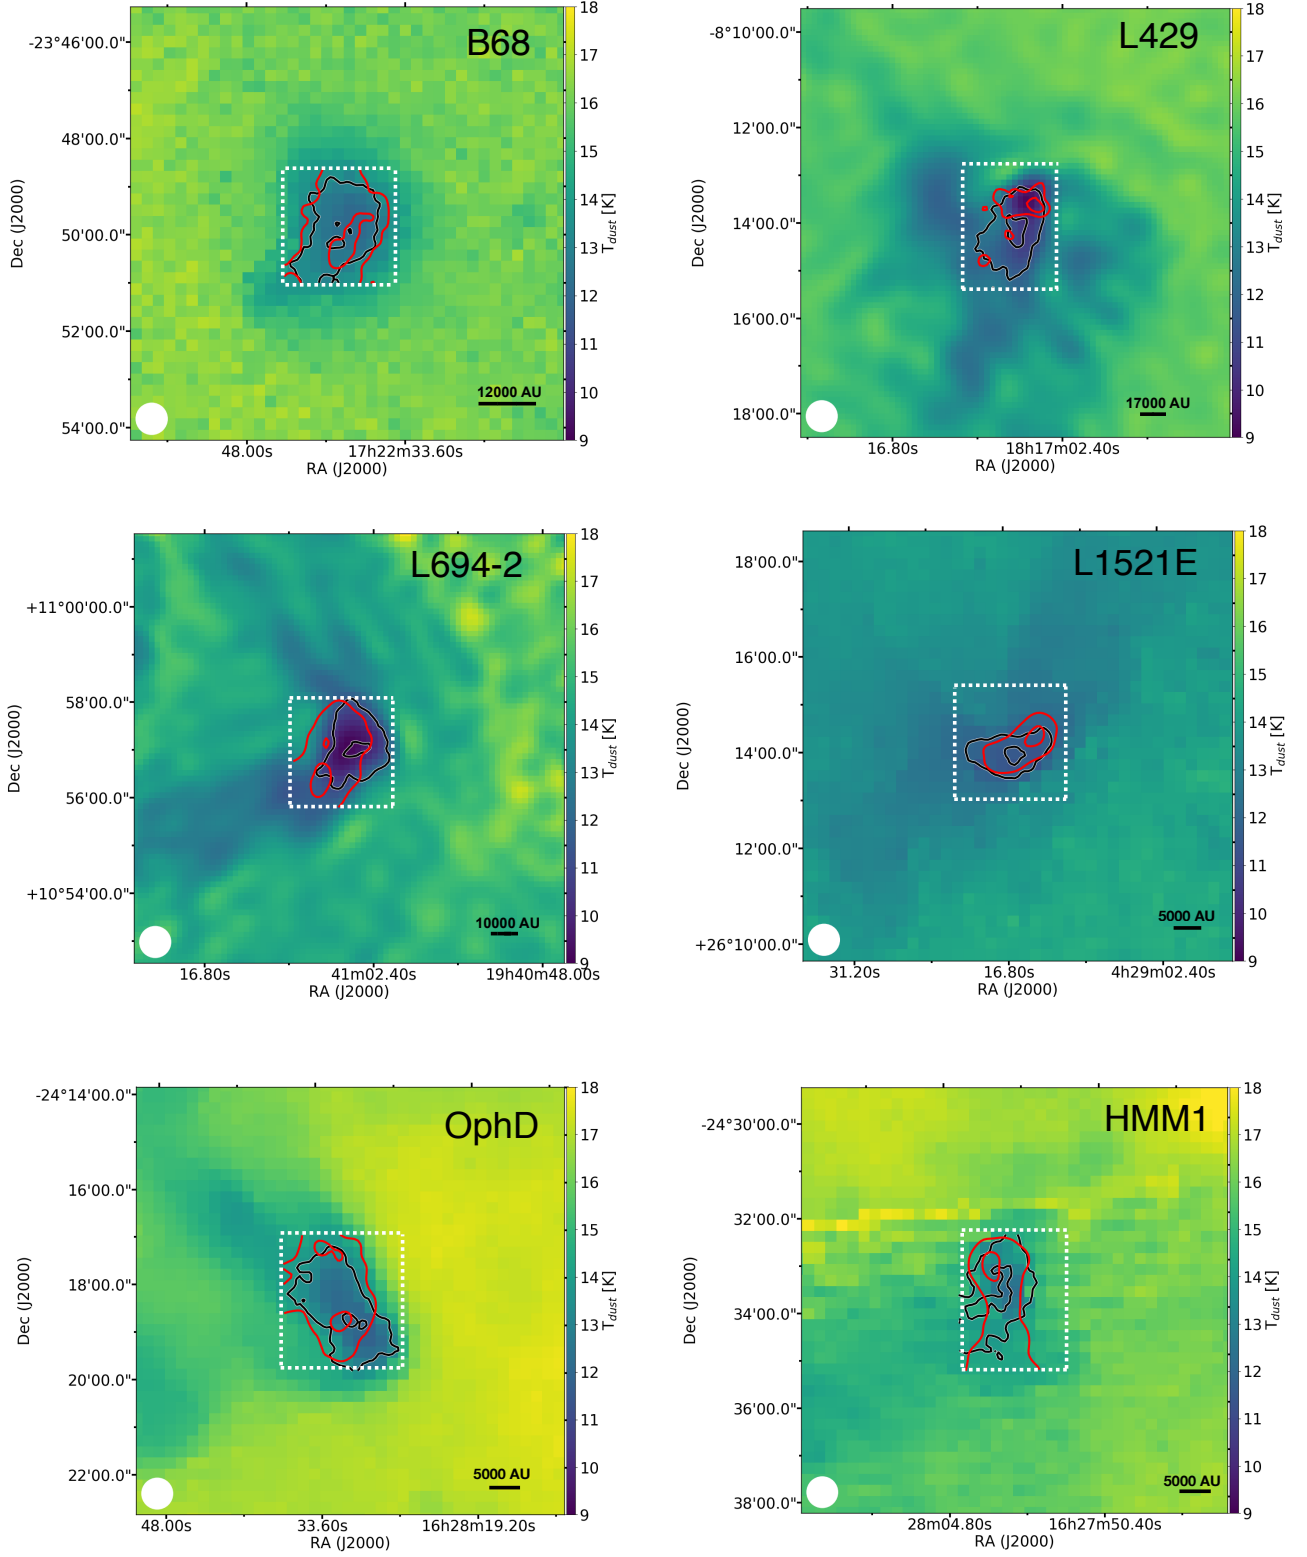 B68
-23°46'00.0"
48'00.0"
50'00.0"
52'00.0"
54'00.0"
Dec (J2000)
12000 AU
48.00s
17h22m33.60s
RA (J2000)
18
17
16
15
14
13
12
11
10
9
T_dust [K]
L429
-8°10'00.0"
12'00.0"
14'00.0"
16'00.0"
18'00.0"
Dec (J2000)
17000 AU
16.80s
18h17m02.40s
RA (J2000)
18
17
16
15
14
13
12
11
10
9
T_dust [K]
L694-2
+11°00'00.0"
58'00.0"
56'00.0"
+10°54'00.0"
Dec (J2000)
10000 AU
16.80s
41m02.40s
19h40m48.00s
RA (J2000)
18
17
16
15
14
13
12
11
10
9
T_dust [K]
L1521E
18'00.0"
16'00.0"
14'00.0"
12'00.0"
+26°10'00.0"
Dec (J2000)
5000 AU
31.20s
16.80s
4h29m02.40s
RA (J2000)
18
17
16
15
14
13
12
11
10
9
T_dust [K]
OphD
-24°14'00.0"
16'00.0"
18'00.0"
20'00.0"
22'00.0"
Dec (J2000)
5000 AU
48.00s
33.60s
16h28m19.20s
RA (J2000)
18
17
16
15
14
13
12
11
10
9
T_dust [K]
HMM1
-24°30'00.0"
32'00.0"
34'00.0"
36'00.0"
38'00.0"
Dec (J2000)
5000 AU
28m04.80s
16h27m50.40s
RA (J2000)
18
17
16
15
14
13
12
11
10
9
T_dust [K]